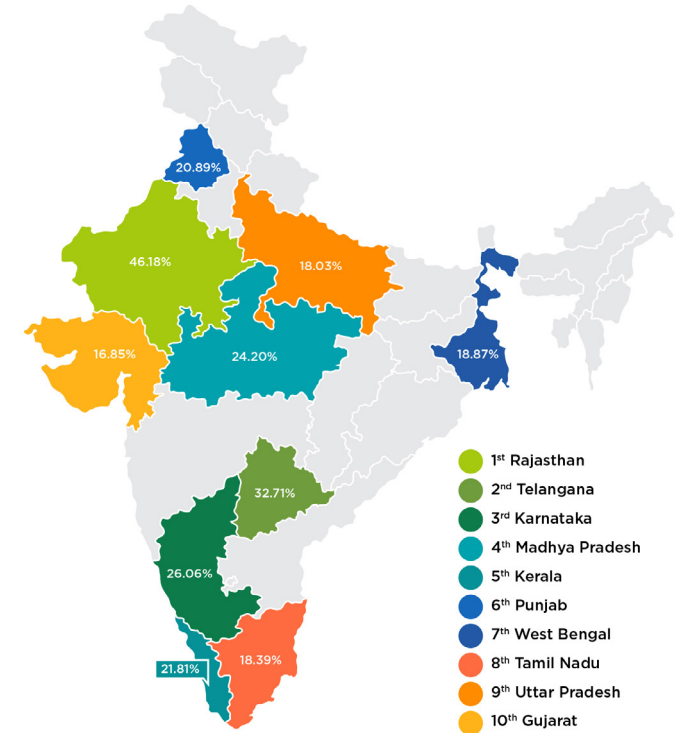 20.89%
46.18%
18.03%
16.85%
24.20%
18.87%
32.71%
26.06%
18.39%
21.81%
1st Rajasthan
2nd Telangana
3rd Karnataka
4th Madhya Pradesh
5th Kerala
6th Punjab
7th West Bengal
8th Tamil Nadu
9th Uttar Pradesh
10th Gujarat